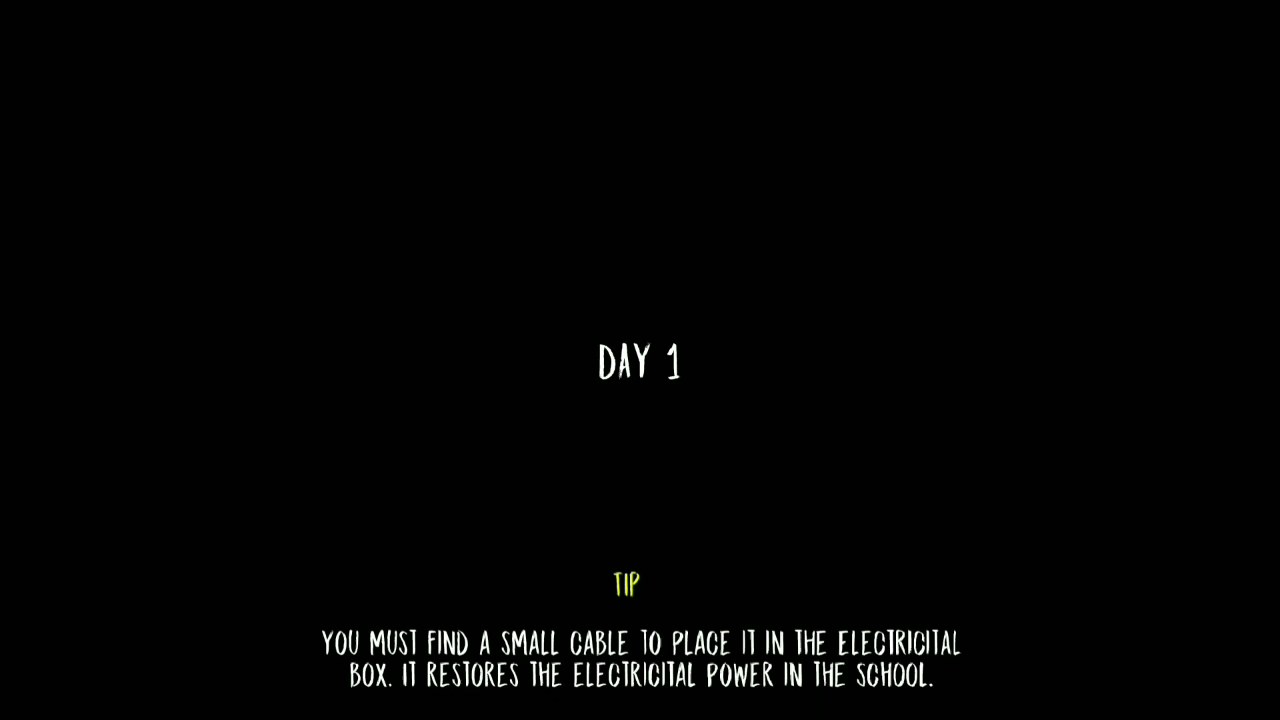 DAY 1
TIP
YOU MUST FIND A SMALL CABLE TO PLACE IT IN THE ELECTRICITAL
BOX. IT RESTORES THE ELECTRICITAL POWER IN THE SCHOOL.